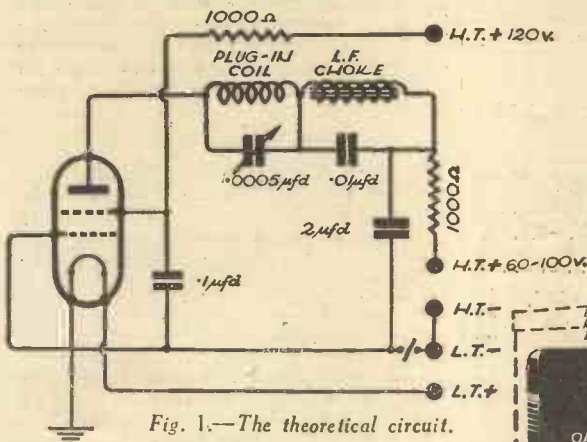 1000Ω
H.T.+ 120v.
PLUG-IN
COIL
L.F.
CHOKE
.0005μfd
.01μfd
1000Ω
2μfd
H.T.+ 60-100v.
.1μfd
H.T.-
L.T.-
L.T.+
Fig. 1.—The theoretical circuit.